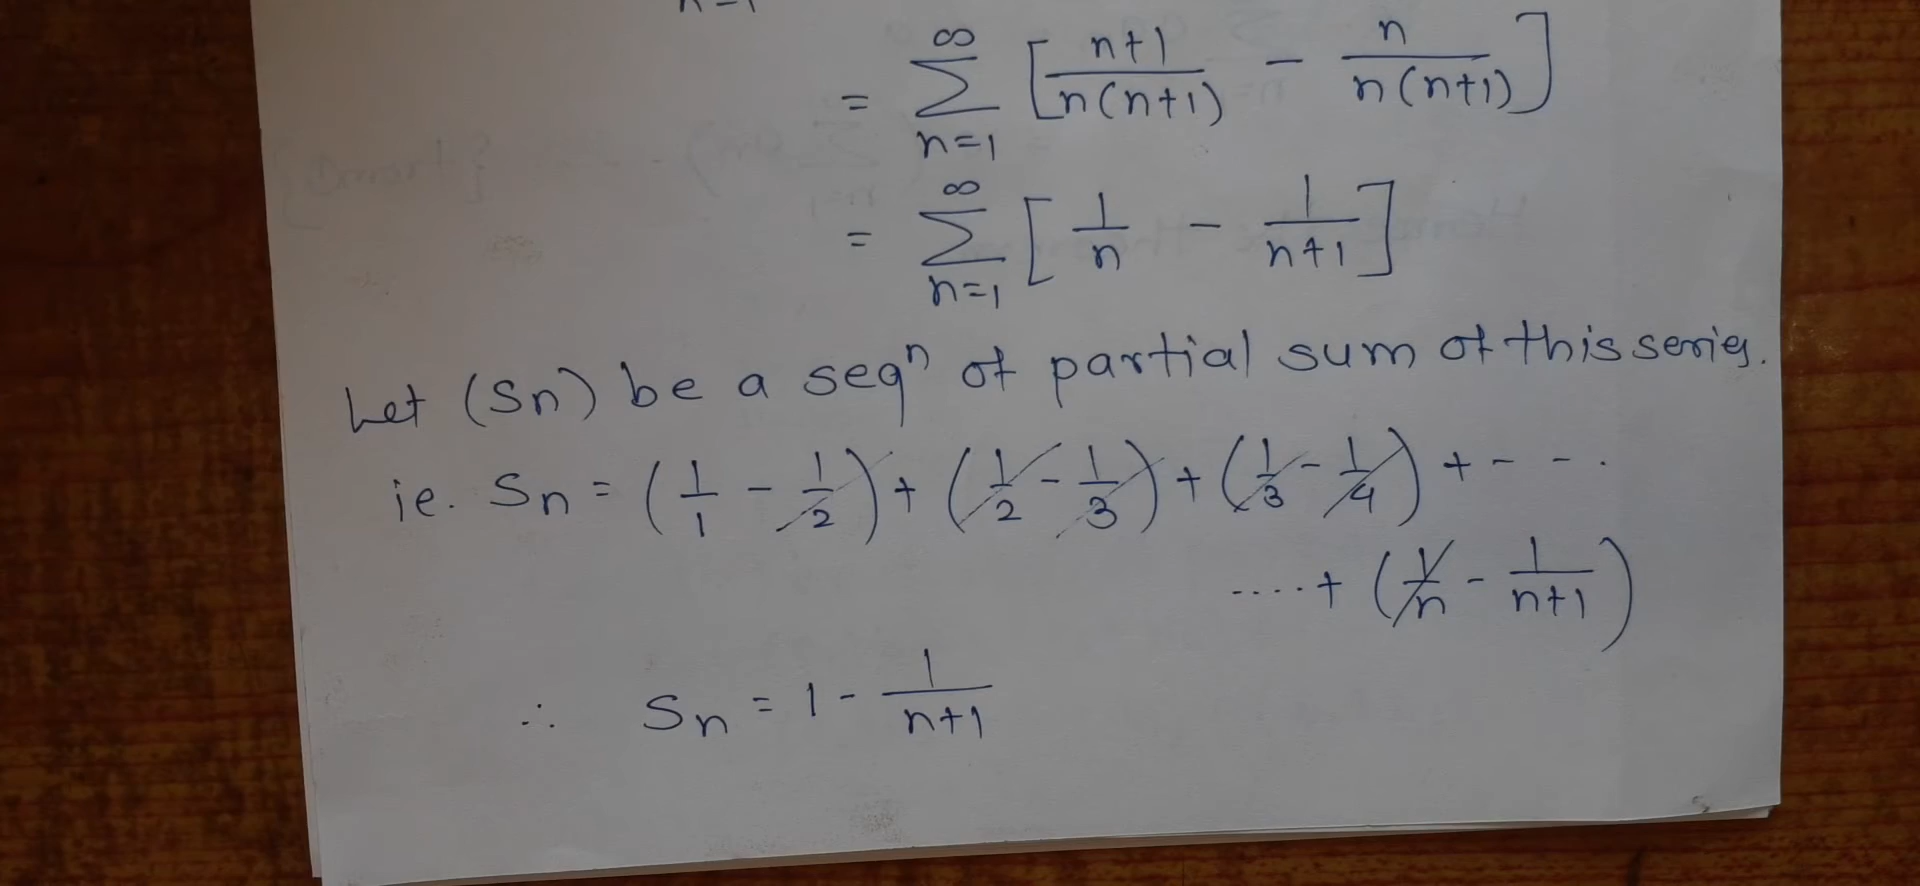 = ∞ Σ n=1 [ n+1 / n(n+1) - n / n(n+1) ]
= ∞ Σ n=1 [ 1/n - 1/n+1 ]
Let (Sn) be a seqⁿ of partial sum of this series.
ie. Sn = (1/1 - 1/2) + (1/2 - 1/3) + (1/3 - 1/4) + - - .
.....+ (1/n - 1/n+1)
∴ Sn = 1 - 1/n+1